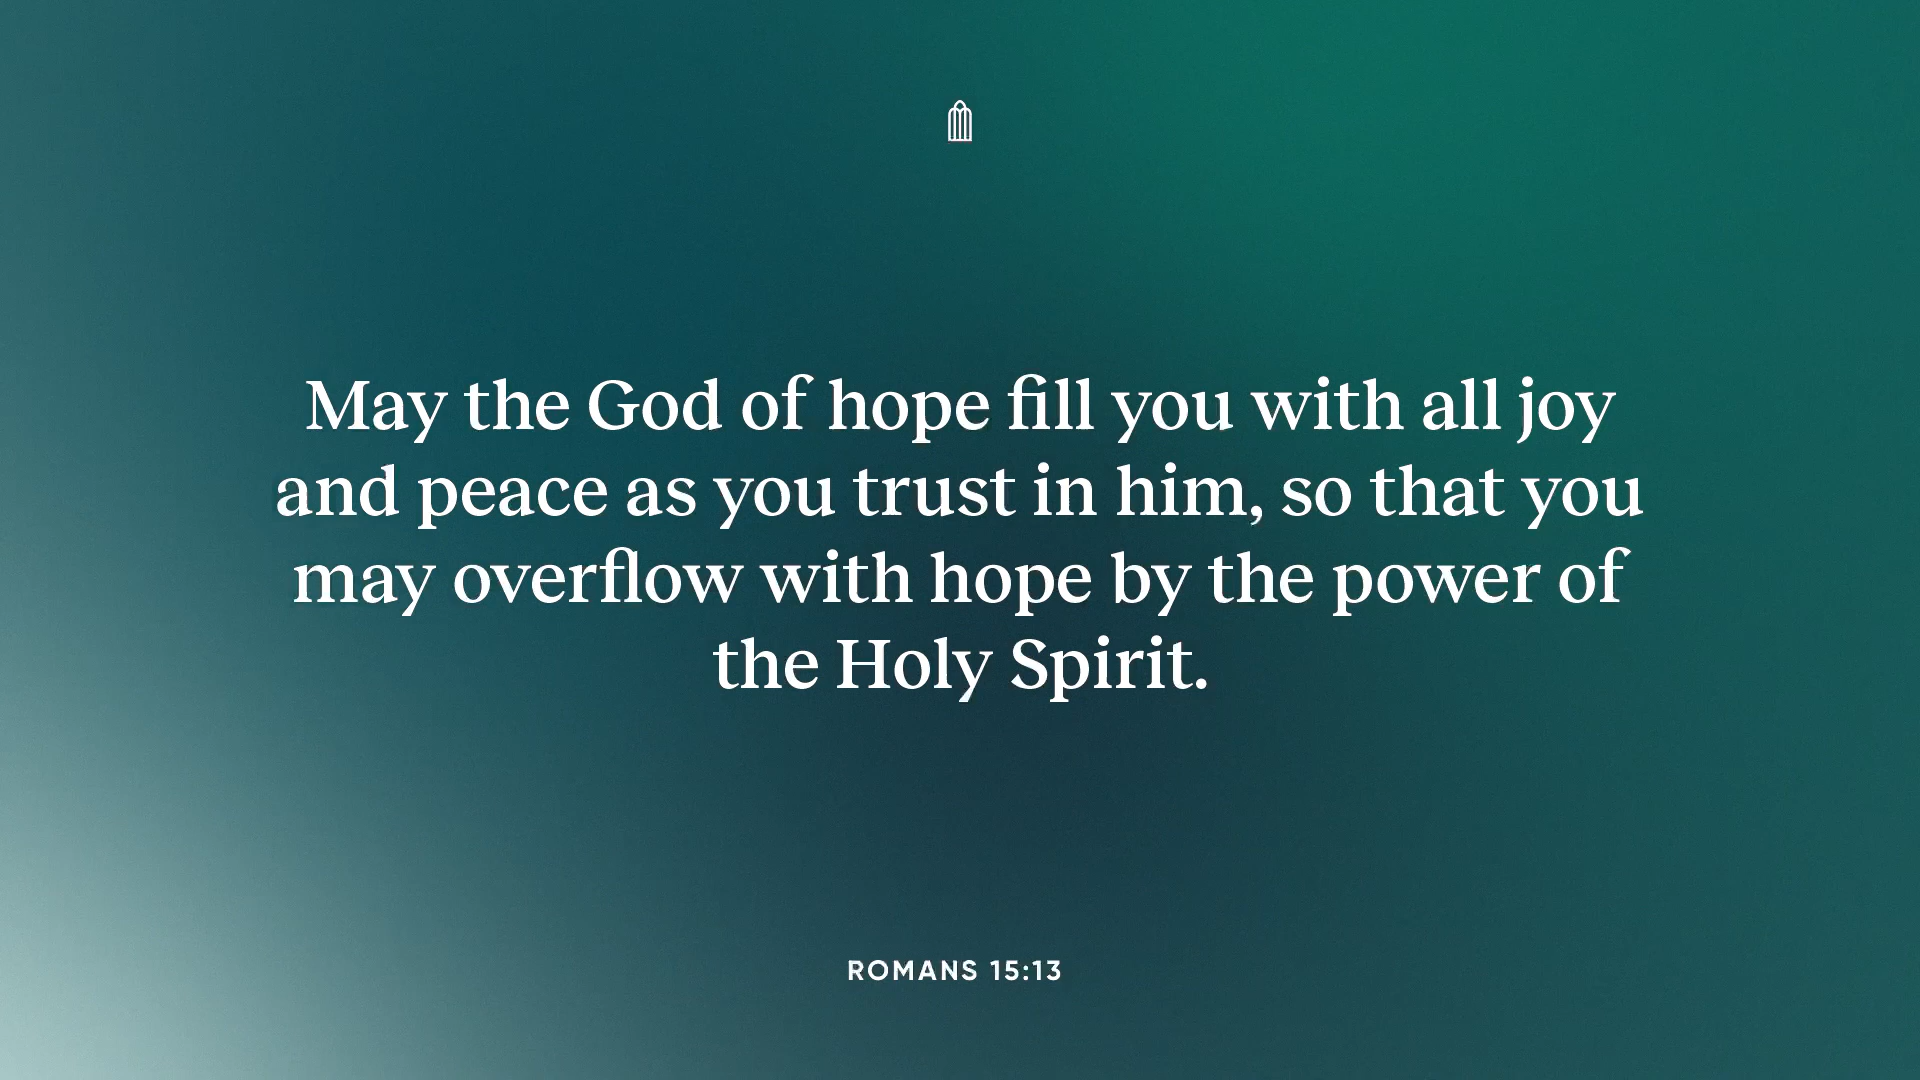 May the God of hope fill you with all joy
and peace as you trust in him, so that you
may overflow with hope by the power of
the Holy Spirit.
ROMANS 15:13